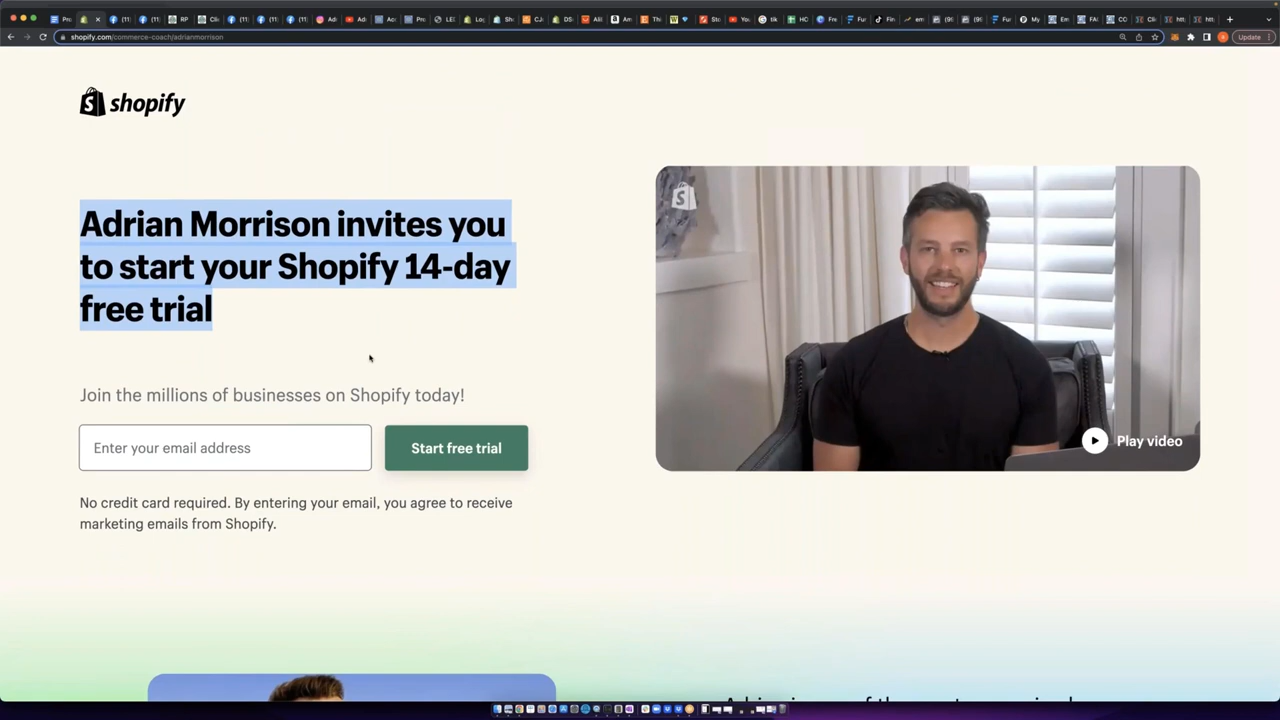 shopify.com/commerce-coach/adrianmorrison
Update
shopify
Adrian Morrison invites you
to start your Shopify 14-day
free trial
Join the millions of businesses on Shopify today!
Enter your email address
Start free trial
No credit card required. By entering your email, you agree to receive
marketing emails from Shopify.
Play video